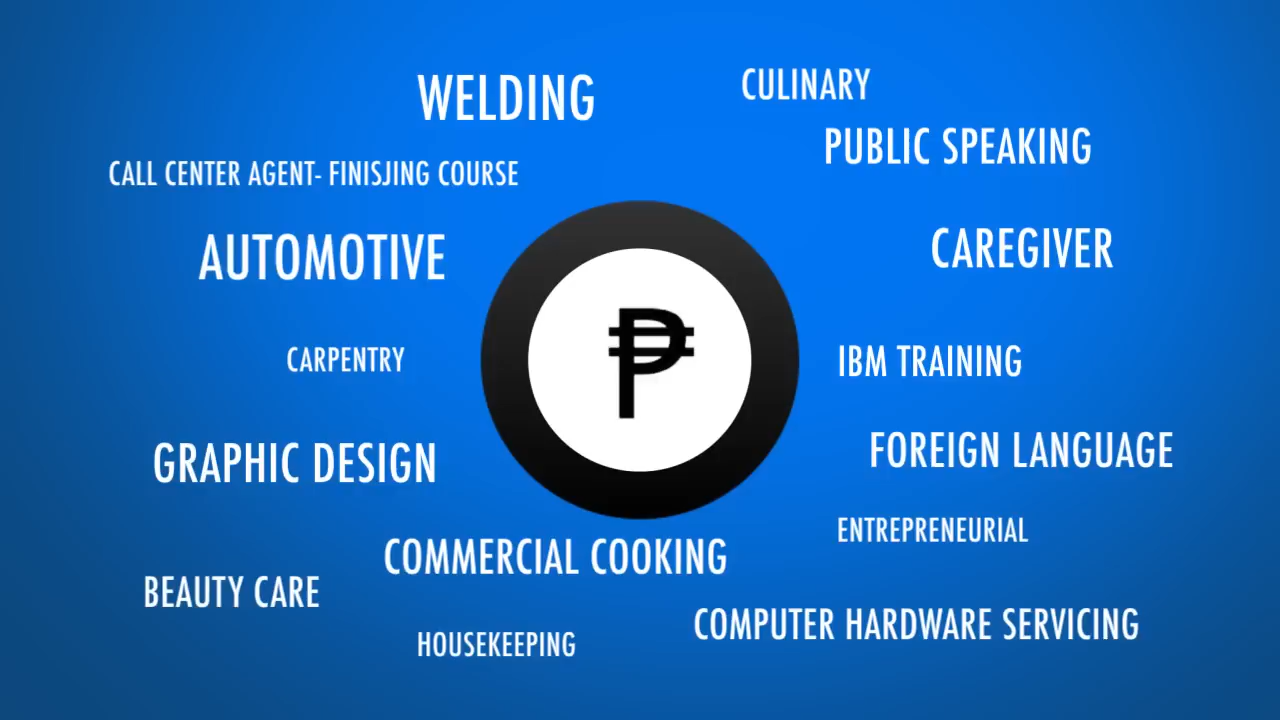 WELDING
CULINARY
PUBLIC SPEAKING
CALL CENTER AGENT- FINISJING COURSE
AUTOMOTIVE
CAREGIVER
₱
CARPENTRY
IBM TRAINING
GRAPHIC DESIGN
FOREIGN LANGUAGE
ENTREPRENEURIAL
COMMERCIAL COOKING
BEAUTY CARE
COMPUTER HARDWARE SERVICING
HOUSEKEEPING